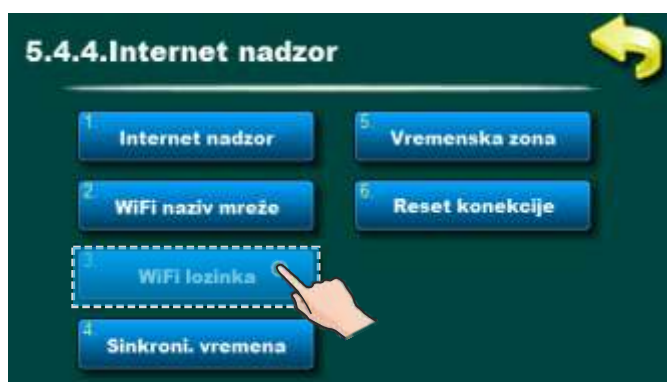 5.4.4.Internet nadzor
1. Internet nadzor
2. WiFi naziv mreže
3. WiFi lozinka
4. Sinkroni. vremena
5. Vremenska zona
6. Reset konekcije